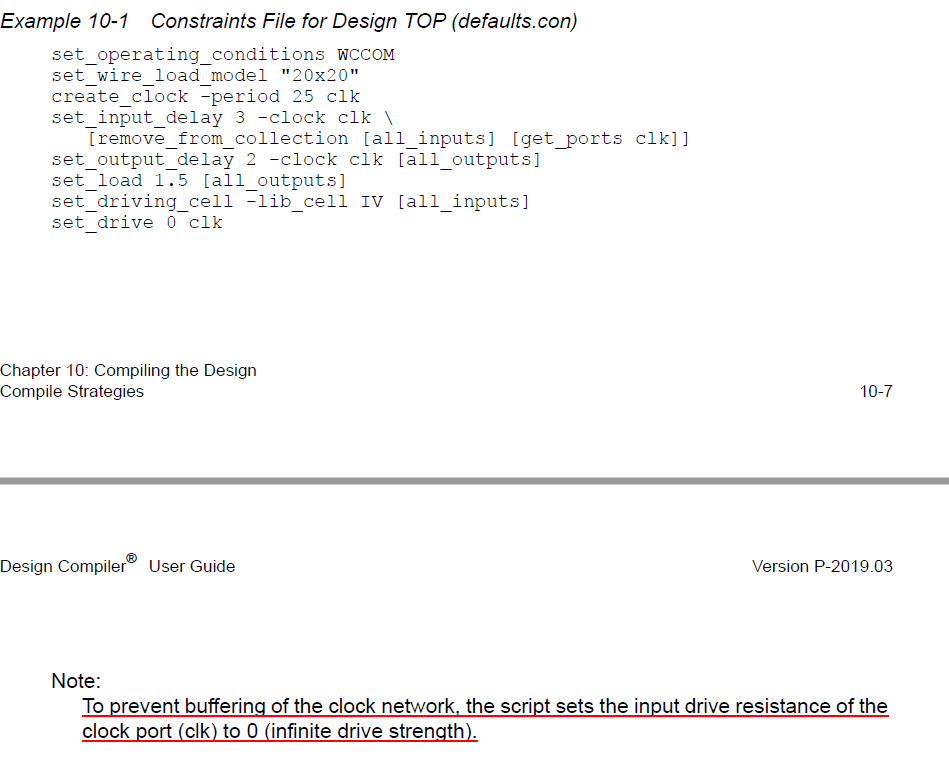 Example 10-1 Constraints File for Design TOP (defaults.con)
set_operating_conditions WCCOM
set_wire_load_model "20x20"
create_clock -period 25 clk
set_input_delay 3 -clock clk \
[remove_from_collection [all_inputs] [get_ports clk]]
set_output_delay 2 -clock clk [all_outputs]
set_load 1.5 [all_outputs]
set_driving_cell -lib_cell IV [all_inputs]
set_drive 0 clk
Chapter 10: Compiling the Design
Compile Strategies 10-7
Design Compiler® User Guide Version P-2019.03
Note:
To prevent buffering of the clock network, the script sets the input drive resistance of the
clock port (clk) to 0 (infinite drive strength).